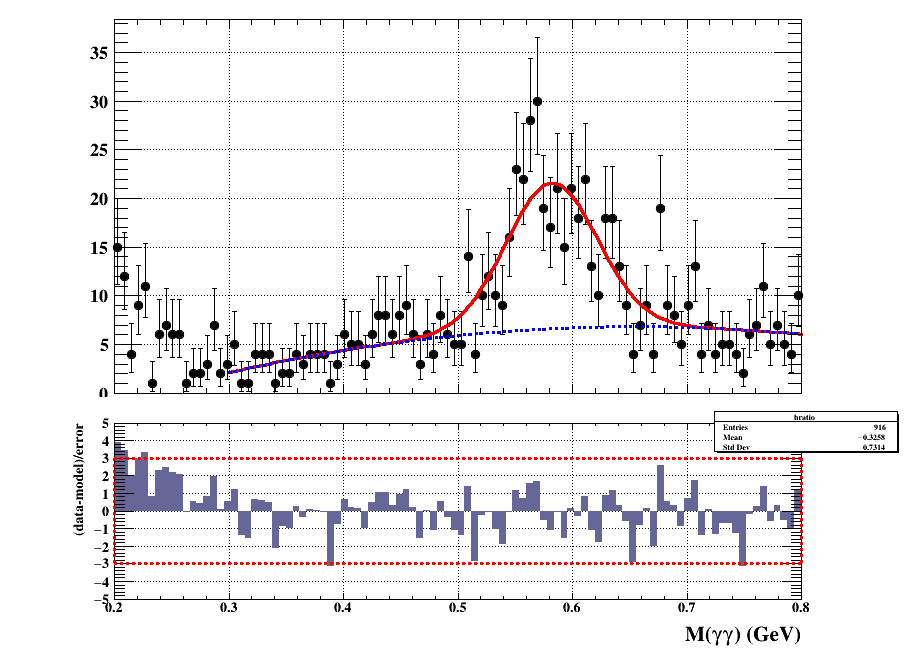 35
30
25
20
15
10
5
0
hratio
Entries 916
Mean −0.3258
Std Dev 0.7314
(data-model)/error
5
4
3
2
1
0
−1
−2
−3
−4
−5
0.2 0.3 0.4 0.5 0.6 0.7 0.8
M(γγ) (GeV)